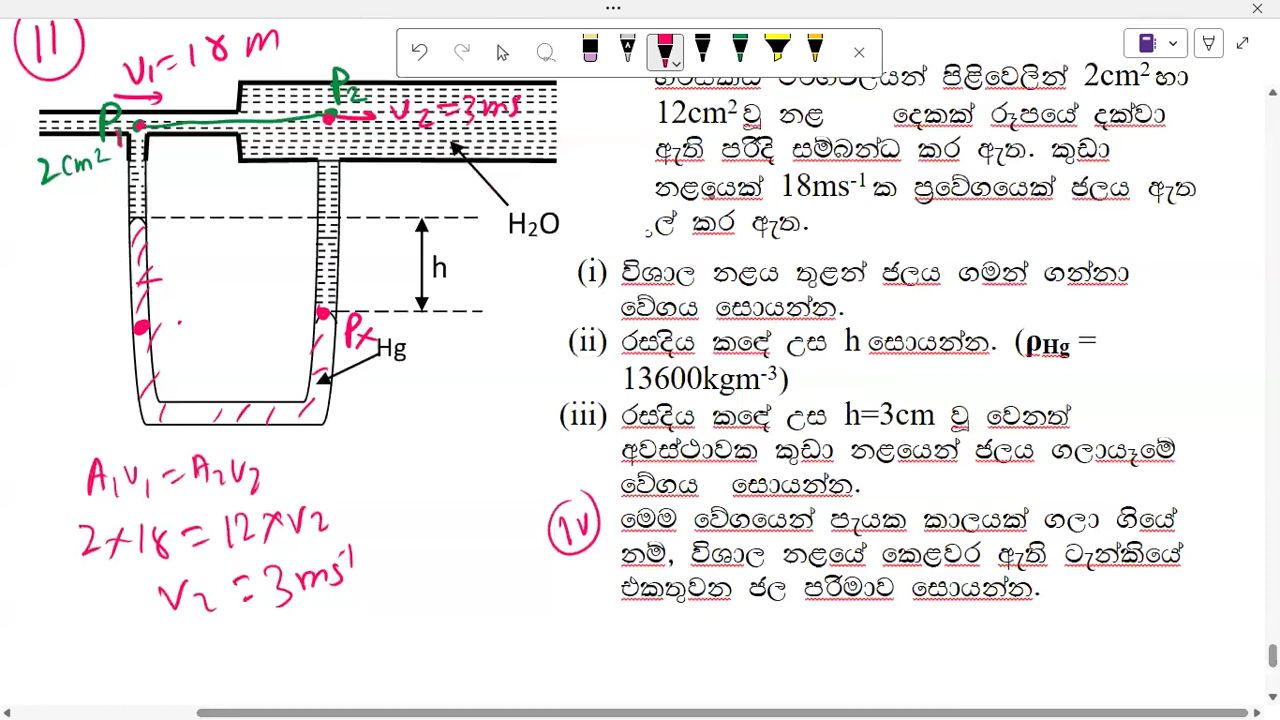 11
v₁=18 m
P₂
v₂=3ms
P₁
2cm²
H₂O
h
Pₓ
Hg
A₁v₁=A₂v₂
2×18=12×v₂
v₂=3ms⁻¹
පිළිවෙලින් 2cm² හා
12cm² වූ නළ දෙකක් රූපයේ දක්වා
ඇති පරිදි සම්බන්ධ කර ඇත. කුඩා
නළයෙක් 18ms⁻¹ ක ප්‍රවේගයෙක් ජලය ඇත
ල් කර ඇත.
(i) විශාල නළය තුළන් ජලය ගමන් ගන්නා
වේගය සොයන්න.
(ii) රසදිය කඳේ උස h සොයන්න. (ρHg =
13600kgm⁻³)
(iii) රසදිය කඳේ උස h=3cm වූ වෙනත්
අවස්ථාවක කුඩා නළයෙන් ජලය ගලායෑමේ
වේගය සොයන්න.
iv මෙම වේගයෙන් පැයක කාලයක් ගලා ගියේ
නම්, විශාල නළයේ කෙළවර ඇති ටැන්කියේ
එකතුවන ජල පරිමාව සොයන්න.